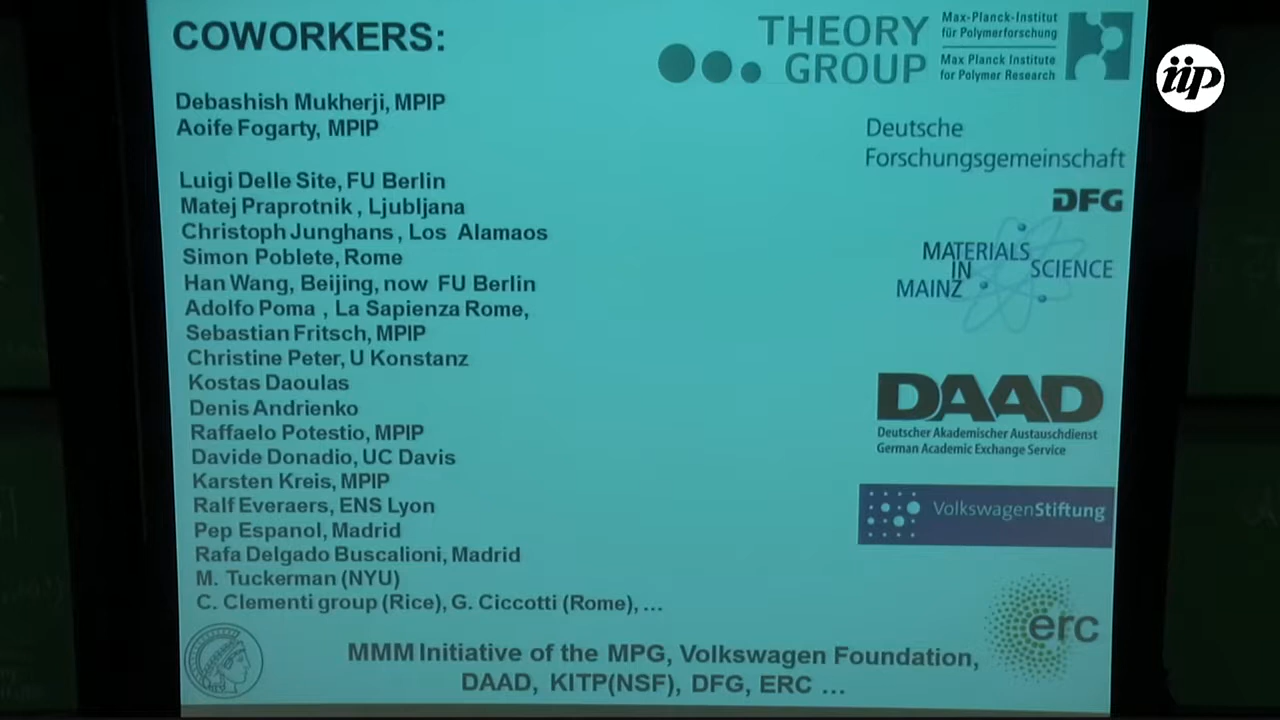 COWORKERS:
THEORY
GROUP
Max-Planck-Institut
für Polymerforschung
Max Planck Institute
for Polymer Research
iip
Debashish Mukherji, MPIP
Aoife Fogarty, MPIP
Deutsche
Forschungsgemeinschaft
DFG
Luigi Delle Site, FU Berlin
Matej Praprotnik , Ljubljana
Christoph Junghans , Los Alamaos
Simon Poblete, Rome
Han Wang, Beijing, now FU Berlin
Adolfo Poma , La Sapienza Rome,
Sebastian Fritsch, MPIP
Christine Peter, U Konstanz
Kostas Daoulas
Denis Andrienko
Raffaelo Potestio, MPIP
Davide Donadio, UC Davis
Karsten Kreis, MPIP
Ralf Everaers, ENS Lyon
Pep Espanol, Madrid
Rafa Delgado Buscalioni, Madrid
M. Tuckerman (NYU)
C. Clementi group (Rice), G. Ciccotti (Rome), ...
MATERIALS
IN SCIENCE
MAINZ
DAAD
Deutscher Akademischer Austauschdienst
German Academic Exchange Service
VolkswagenStiftung
erc
MMM Initiative of the MPG, Volkswagen Foundation,
DAAD, KITP(NSF), DFG, ERC ...